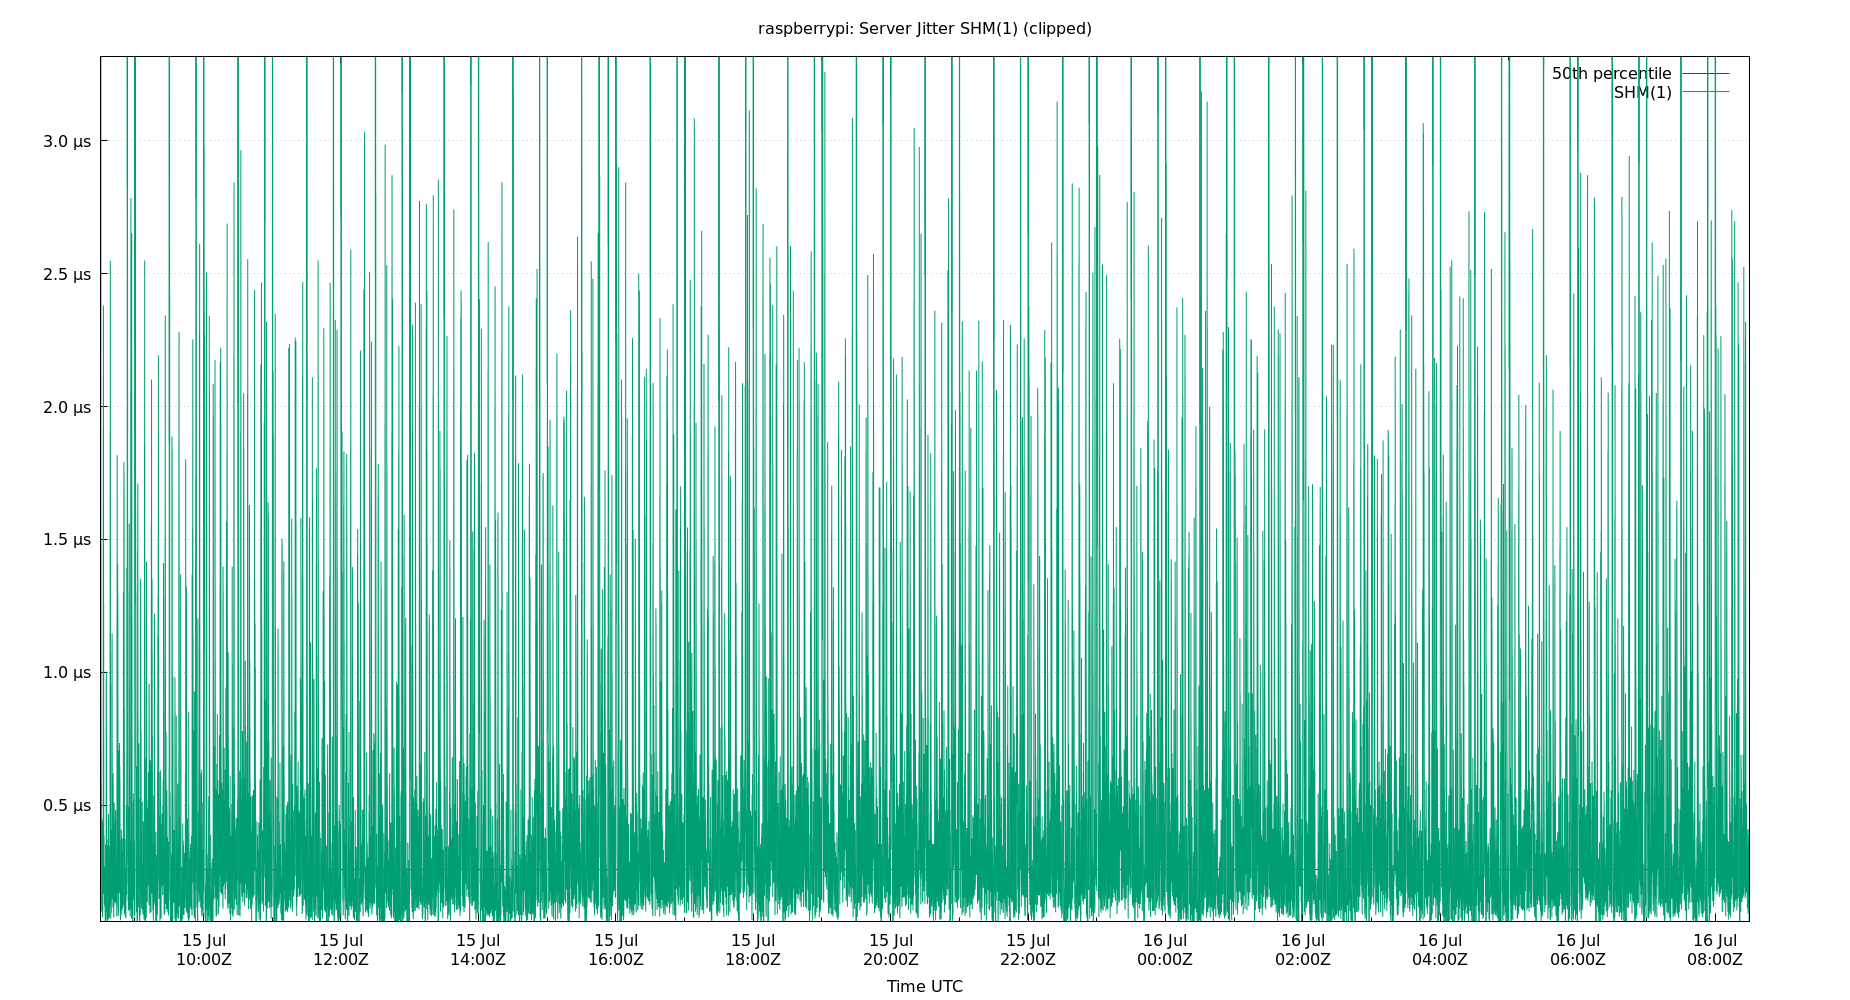 raspberrypi: Server Jitter SHM(1) (clipped)
50th percentile
SHM(1)
3.0 μs
2.5 μs
2.0 μs
1.5 μs
1.0 μs
0.5 μs
15 Jul 15 Jul 15 Jul 15 Jul 15 Jul 15 Jul 15 Jul 16 Jul 16 Jul 16 Jul 16 Jul 16 Jul
10:00Z 12:00Z 14:00Z 16:00Z 18:00Z 20:00Z 22:00Z 00:00Z 02:00Z 04:00Z 06:00Z 08:00Z
Time UTC